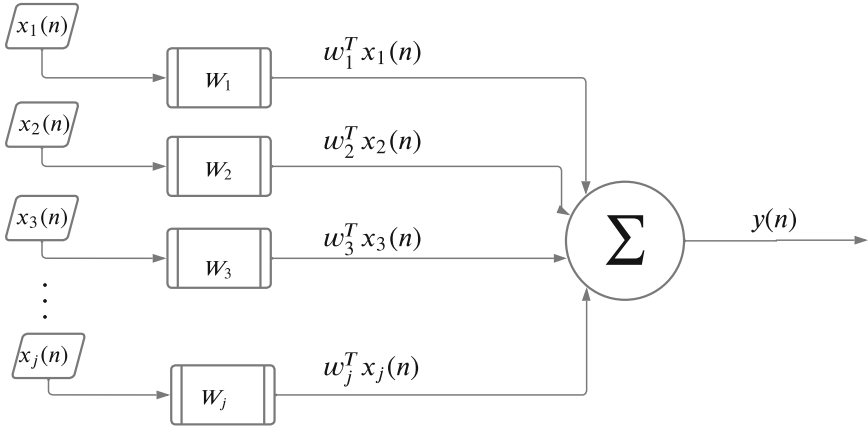 x₁(n)
W₁
w₁ᵀ x₁(n)
x₂(n)
W₂
w₂ᵀ x₂(n)
x₃(n)
W₃
w₃ᵀ x₃(n)
Σ
y(n)
⋮
xⱼ(n)
Wⱼ
wⱼᵀ xⱼ(n)